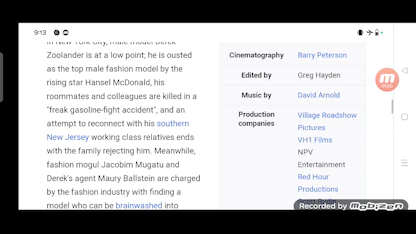 9:13
in New York City, male model Derek
Zoolander is at a low point; he is ousted
as the top male fashion model by the
rising star Hansel McDonald, his
roommates and colleagues are killed in a
"freak gasoline-fight accident", and an
attempt to reconnect with his southern
New Jersey working class relatives ends
with the family rejecting him. Meanwhile,
fashion mogul Jacobim Mugatu and
Derek's agent Maury Ballstein are charged
by the fashion industry with finding a
model who can be brainwashed into
Cinematography Barry Peterson
Edited by Greg Hayden
Music by David Arnold
Production companies Village Roadshow
Pictures
VH1 Films
NPV
Entertainment
Red Hour
Productions
Recorded by Mobizen